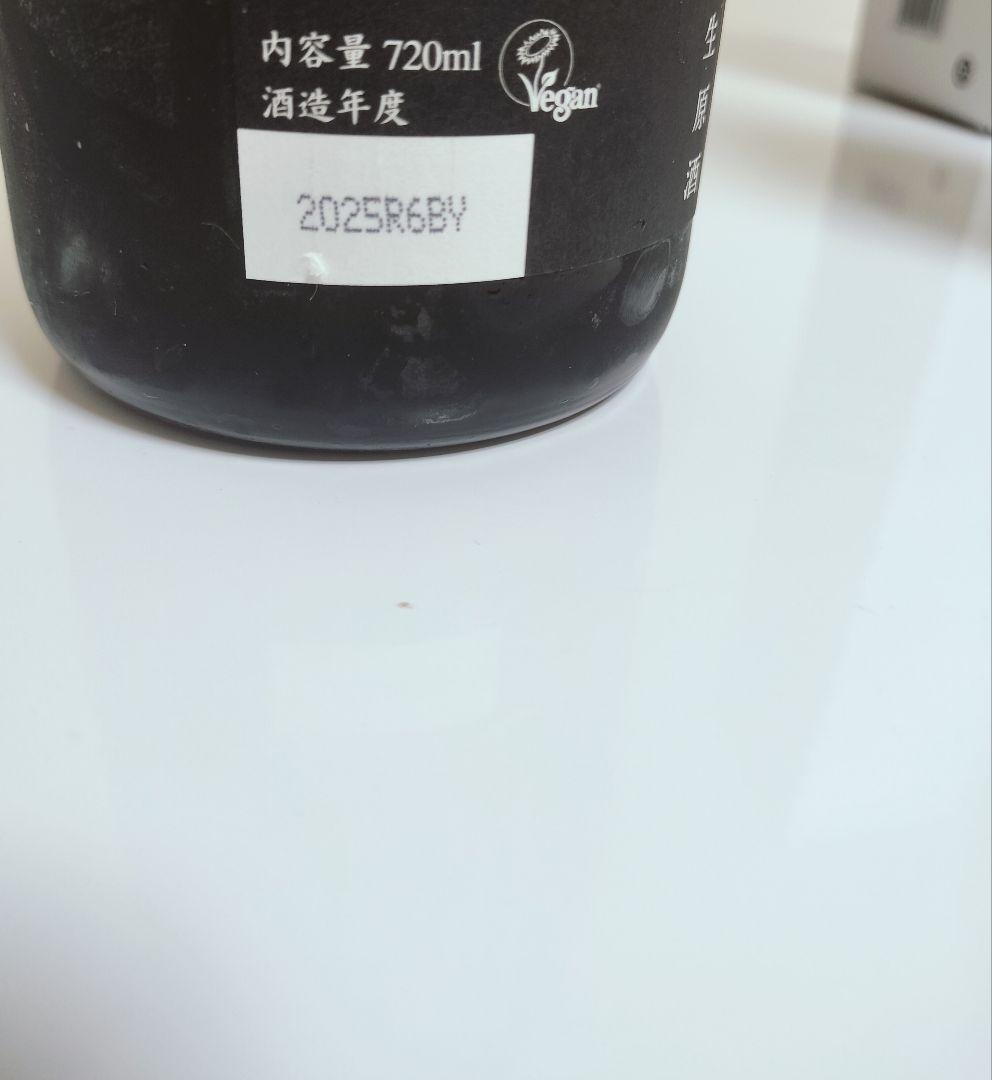 内容量 720ml
Vegan
酒造年度
2025R6BY
生原酒